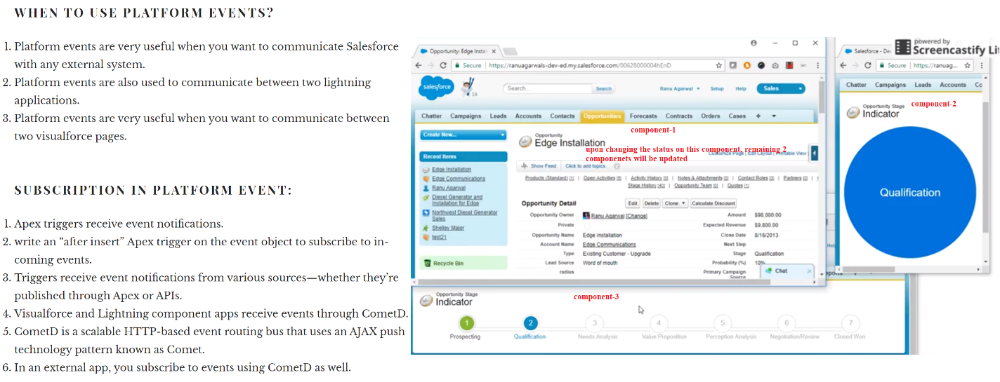 WHEN TO USE PLATFORM EVENTS?
1. Platform events are very useful when you want to communicate Salesforce
with any external system.
2. Platform events are also used to communicate between two lightning
applications.
3. Platform events are very useful when you want to communicate between
two visualforce pages.
SUBSCRIPTION IN PLATFORM EVENT:
1. Apex triggers receive event notifications.
2. write an “after insert” Apex trigger on the event object to subscribe to in-
coming events.
3. Triggers receive event notifications from various sources—whether they’re
published through Apex or APIs.
4. Visualforce and Lightning component apps receive events through CometD.
5. CometD is a scalable HTTP-based event routing bus that uses an AJAX push
technology pattern known as Comet.
6. In an external app, you subscribe to events using CometD as well.
Opportunity: Edge Insta
Secure https://ranuagarwals-dev-ed.my.salesforce.com/00628000004hEnD
salesforce
18
Search... Search
Ranu Agarwal Setup Help Sales
Chatter Campaigns Leads Accounts Contacts Opportunities Forecasts Contracts Orders Cases +
component-1
Create New...
Opportunity
Edge Installation
upon changing the status on this component, remaining 2
componenets will be updated
Customize Page | Edit Layout | Printable View
Recent Items
Edge Installation
Edge Communications
Ranu Agarwal
Diesel Generator and
Installation for Edge
Northwest Diesel Generator
Sales
Shelley Maior
test21
Recycle Bin
Show Feed Click to add topics
Products (Standard) [1] | Open Activities [8] | Activity History [0] | Notes & Attachments [0] | Contact Roles [0] | Partners [0] |
Stage History [40] | Opportunity Team [0] | Quotes [1]
Opportunity Detail Edit Delete Clone Calculate Discount
Opportunity Owner Ranu Agarwal [Change] Amount $98,000.00
Private Expected Revenue $9,800.00
Opportunity Name Edge Installation Close Date 8/16/2013
Account Name Edge Communications Next Step
Type Existing Customer - Upgrade Stage Qualification
Lead Source Word of mouth Probability (%) 10%
radius Primary Campaign
Source
Chat
powered by
Screencastify Lit
Salesforce - De
Secure https://ranuag...
Chatter Campaigns Leads Accounts Cc
Opportunity Stage
Indicator
component-2
Qualification
Opportunity Stage
Indicator
component-3
1 2 3 4 5 6 7
Prospecting Qualification Needs Analysis Value Proposition Perception Analysis Negotiation/Review Closed Won